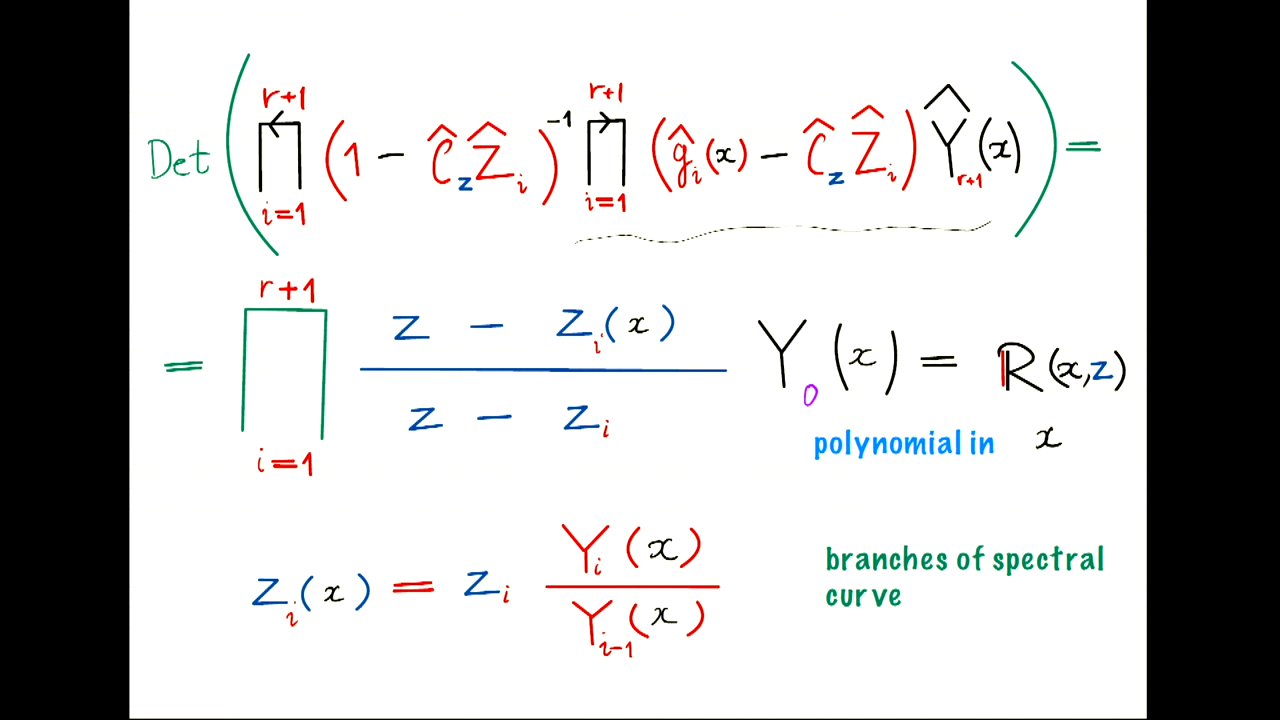 Det ( ∏_{i=1}^{r+1} (1 − Ĉ_z Ẑ_i)^{-1} ∏_{i=1}^{r+1} (ĝ_i(x) − Ĉ_z Ẑ_i) Ŷ_{r+1}(x) ) =
= ∏_{i=1}^{r+1} (z − z_i(x)) / (z − z_i) Y_0(x) = R(x,z)
polynomial in x
z_i(x) = z_i Y_i(x) / Y_{i-1}(x)
branches of spectral
curve